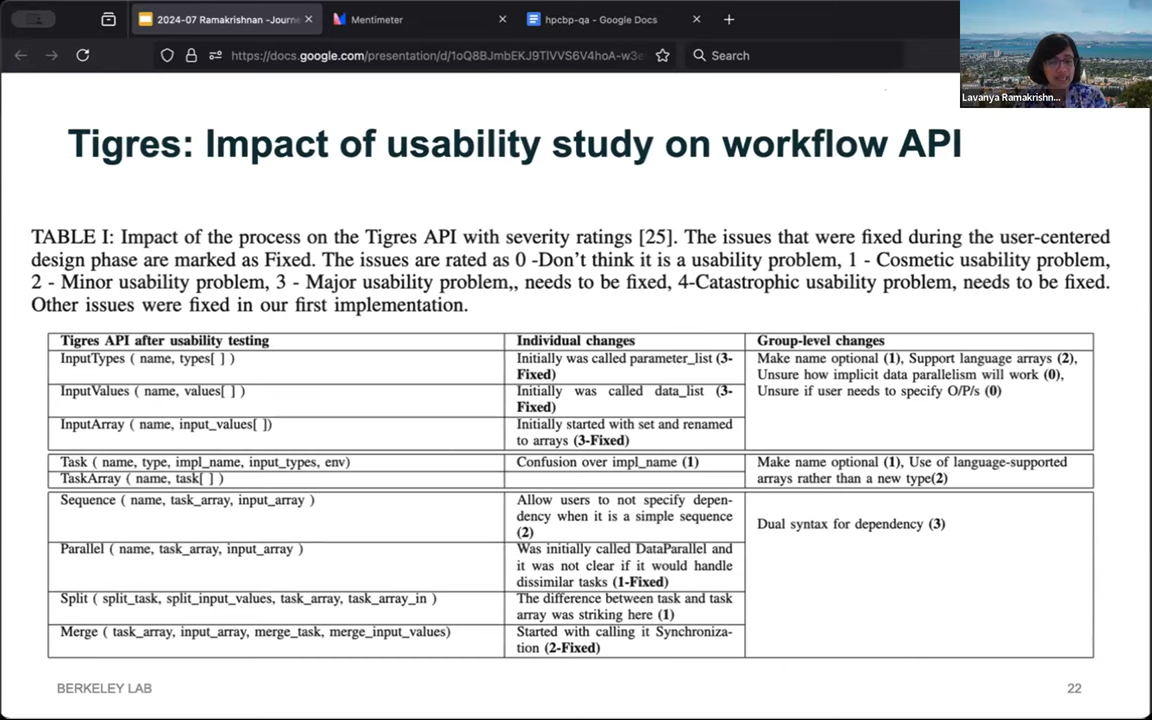 2024-07 Ramakrishnan -Journe
Mentimeter
hpcbp-qa - Google Docs
https://docs.google.com/presentation/d/1oQ8BJmbEKJ9TlVVS6V4hoA-w3e
Search
Lavanya Ramakrishn...
Tigres: Impact of usability study on workflow API
TABLE I: Impact of the process on the Tigres API with severity ratings [25]. The issues that were fixed during the user-centered
design phase are marked as Fixed. The issues are rated as 0 -Don't think it is a usability problem, 1 - Cosmetic usability problem,
2 - Minor usability problem, 3 - Major usability problem,, needs to be fixed, 4-Catastrophic usability problem, needs to be fixed.
Other issues were fixed in our first implementation.
Tigres API after usability testing
Individual changes
Group-level changes
InputTypes ( name, types[ ] )
Initially was called parameter_list (3-
Fixed)
Make name optional (1), Support language arrays (2),
Unsure how implicit data parallelism will work (0),
Unsure if user needs to specify O/P/s (0)
InputValues ( name, values[ ] )
Initially was called data_list (3-
Fixed)
InputArray ( name, input_values[ ])
Initially started with set and renamed
to arrays (3-Fixed)
Task ( name, type, impl_name, input_types, env)
Confusion over impl_name (1)
Make name optional (1), Use of language-supported
arrays rather than a new type(2)
TaskArray ( name, task[ ] )
Sequence ( name, task_array, input_array )
Allow users to not specify depen-
dency when it is a simple sequence
(2)
Dual syntax for dependency (3)
Parallel ( name, task_array, input_array )
Was initially called DataParallel and
it was not clear if it would handle
dissimilar tasks (1-Fixed)
Split ( split_task, split_input_values, task_array, task_array_in )
The difference between task and task
array was striking here (1)
Merge ( task_array, input_array, merge_task, merge_input_values)
Started with calling it Synchroniza-
tion (2-Fixed)
BERKELEY LAB
22